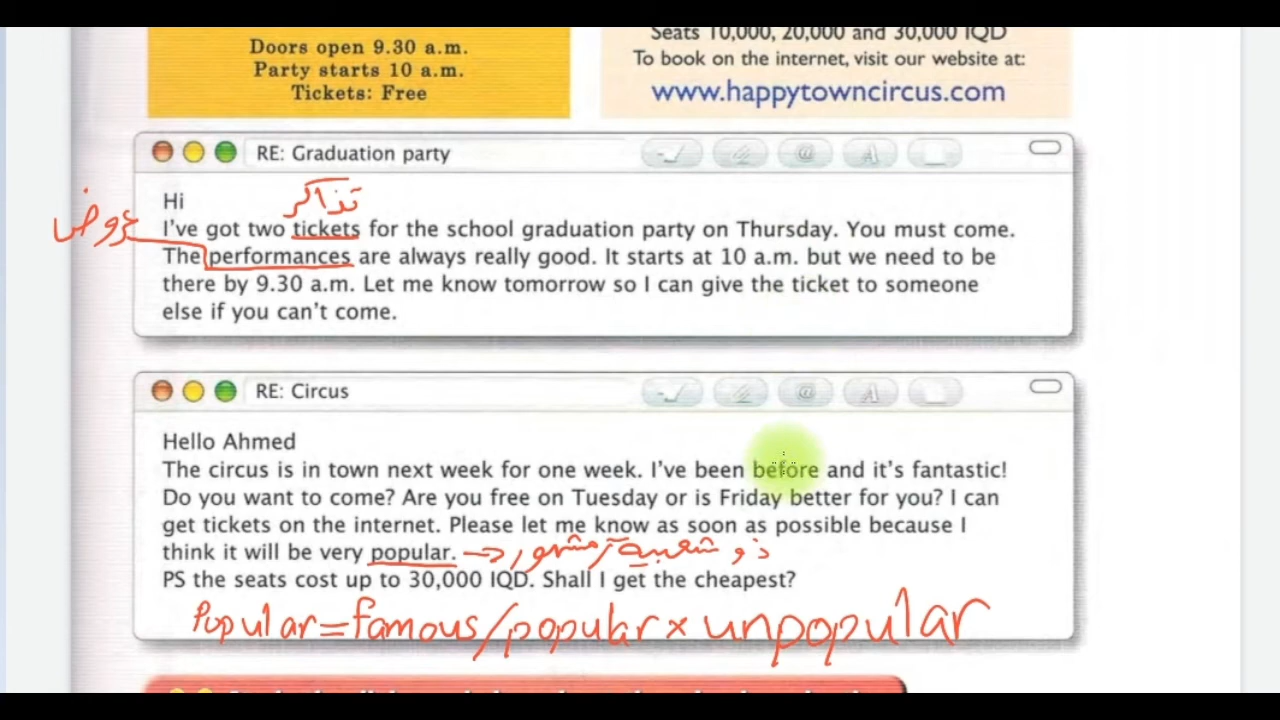 Doors open 9.30 a.m.
Party starts 10 a.m.
Tickets: Free
Seats 10,000, 20,000 and 30,000 IQD
To book on the internet, visit our website at:
www.happytowncircus.com
RE: Graduation party
Hi
تذاكر
I've got two tickets for the school graduation party on Thursday. You must come.
عروض
The performances are always really good. It starts at 10 a.m. but we need to be
there by 9.30 a.m. Let me know tomorrow so I can give the ticket to someone
else if you can't come.
RE: Circus
Hello Ahmed
The circus is in town next week for one week. I've been before and it's fantastic!
Do you want to come? Are you free on Tuesday or is Friday better for you? I can
get tickets on the internet. Please let me know as soon as possible because I
think it will be very popular. → ذو شعبية، مشهور
PS the seats cost up to 30,000 IQD. Shall I get the cheapest?
Popular=famous/popular × unpopular